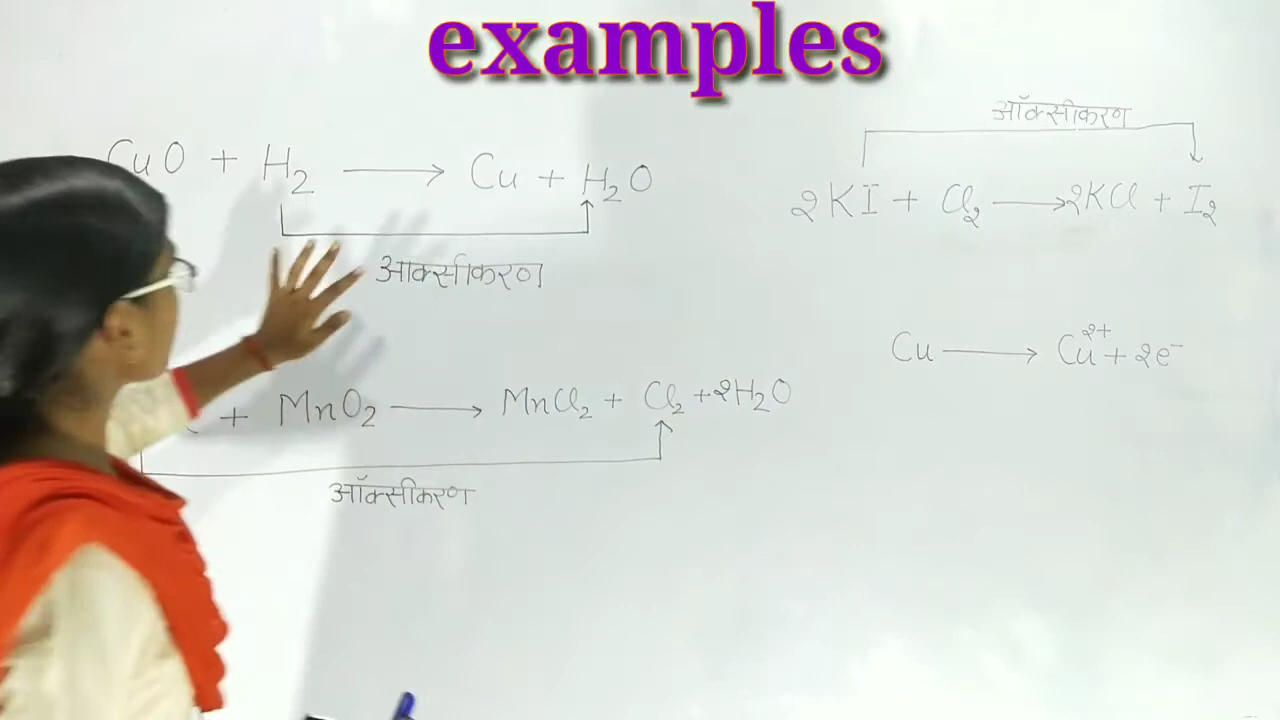 examples
CuO + H₂ ⟶ Cu + H₂O
ऑक्सीकरण
+ MnO₂ ⟶ MnCl₂ + Cl₂ + 2H₂O
ऑक्सीकरण
ऑक्सीकरण
2KI + Cl₂ ⟶ 2KCl + I₂
Cu ⟶ Cu²⁺ + 2e⁻